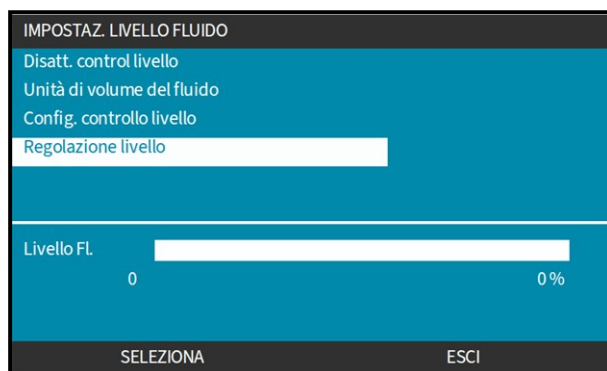 IMPOSTAZ. LIVELLO FLUIDO
Disatt. control livello
Unità di volume del fluido
Config. controllo livello
Regolazione livello
Livello Fl.
0 0 %
SELEZIONA ESCI